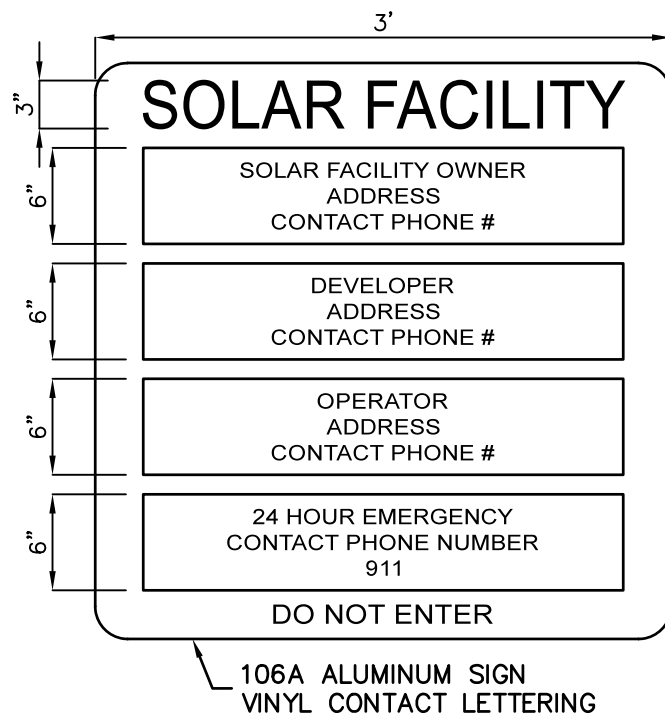 3'
3"
SOLAR FACILITY
6"
SOLAR FACILITY OWNER
ADDRESS
CONTACT PHONE #
6"
DEVELOPER
ADDRESS
CONTACT PHONE #
6"
OPERATOR
ADDRESS
CONTACT PHONE #
6"
24 HOUR EMERGENCY
CONTACT PHONE NUMBER
911
DO NOT ENTER
106A ALUMINUM SIGN
VINYL CONTACT LETTERING